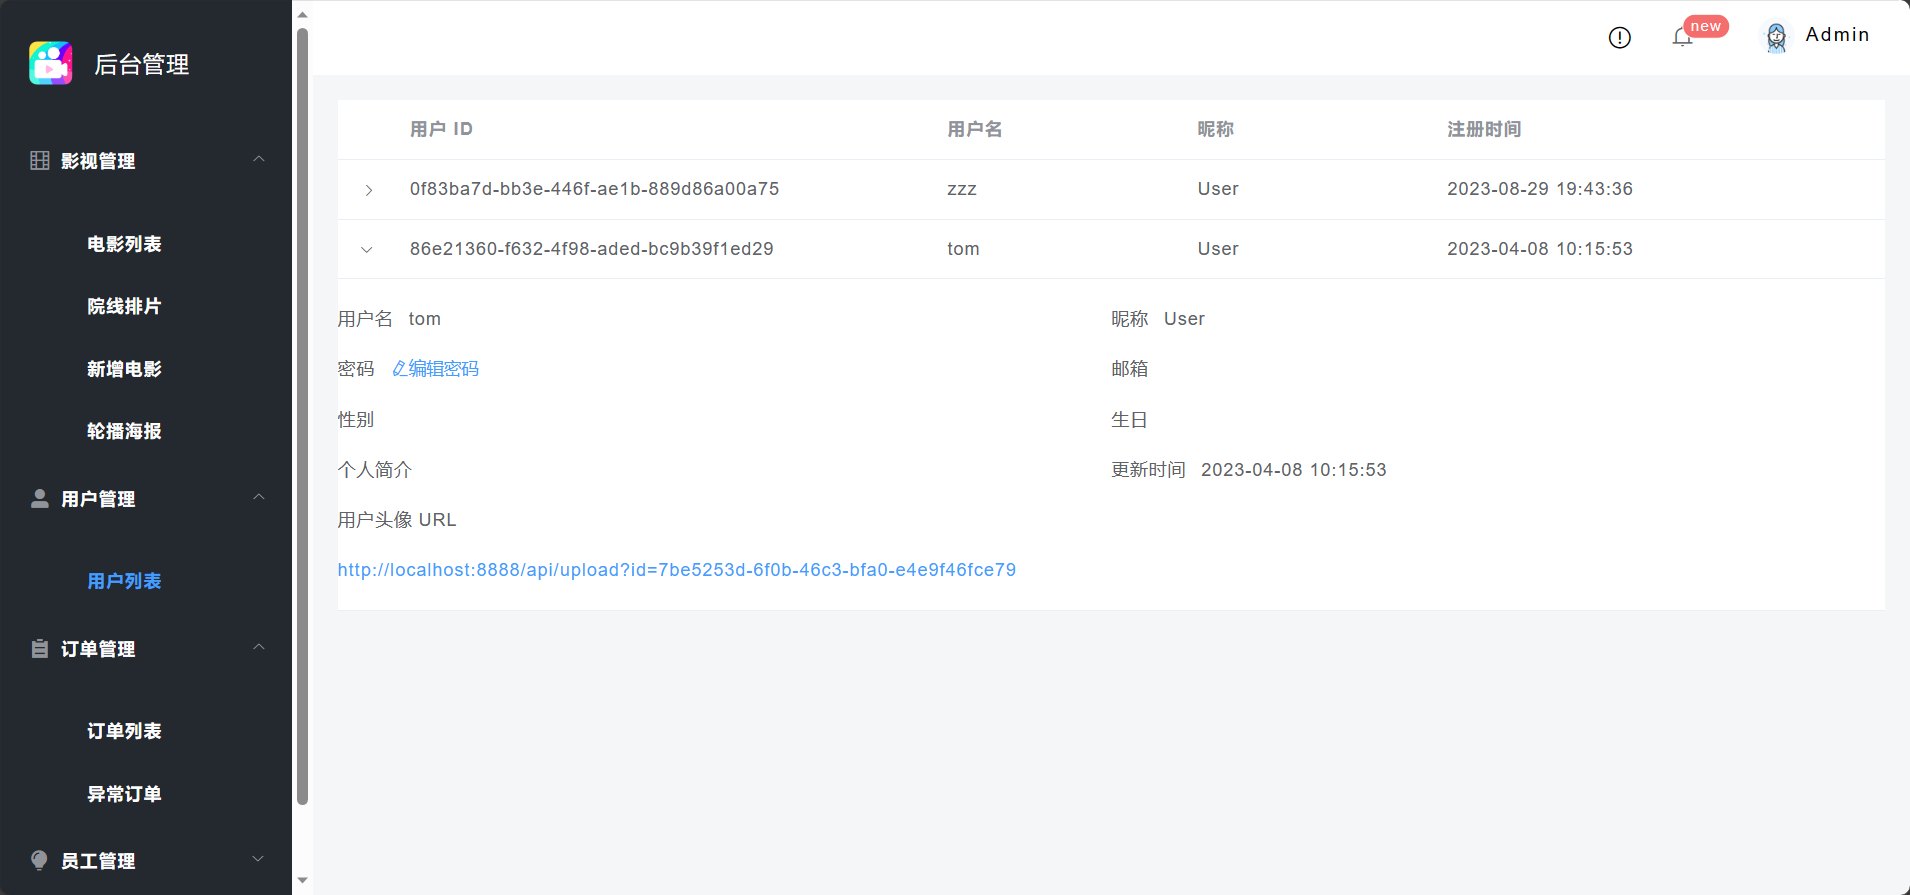 后台管理
影视管理
电影列表
院线排片
新增电影
轮播海报
用户管理
用户列表
订单管理
订单列表
异常订单
员工管理
new
Admin
用户 ID 用户名 昵称 注册时间
0f83ba7d-bb3e-446f-ae1b-889d86a00a75 zzz User 2023-08-29 19:43:36
86e21360-f632-4f98-aded-bc9b39f1ed29 tom User 2023-04-08 10:15:53
用户名 tom 昵称 User
密码 编辑密码 邮箱
性别 生日
个人简介 更新时间 2023-04-08 10:15:53
用户头像 URL
http://localhost:8888/api/upload?id=7be5253d-6f0b-46c3-bfa0-e4e9f46fce79